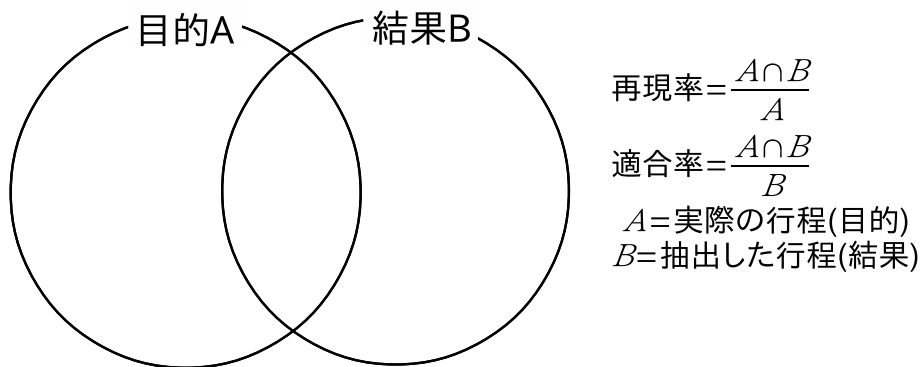 目的A
結果B
再現率=A∩B/A
適合率=A∩B/B
A=実際の行程(目的)
B=抽出した行程(結果)